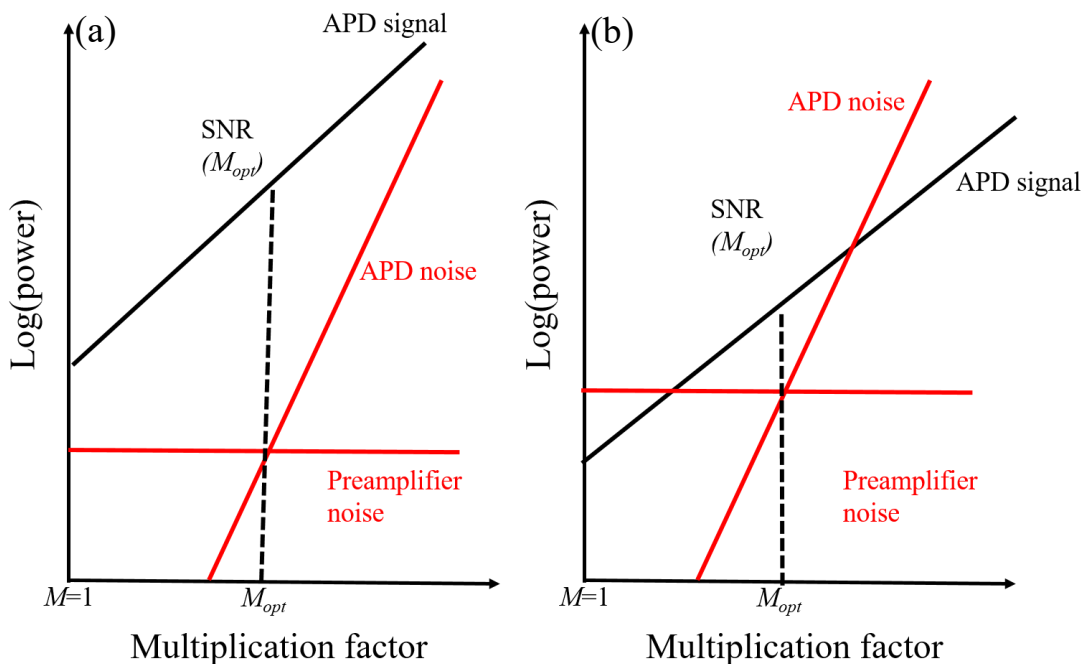 (a)
APD signal
SNR
(Mopt)
APD noise
Preamplifier
noise
Log(power)
M=1
Mopt
Multiplication factor
(b)
APD noise
APD signal
SNR
(Mopt)
Preamplifier
noise
Log(power)
M=1
Mopt
Multiplication factor